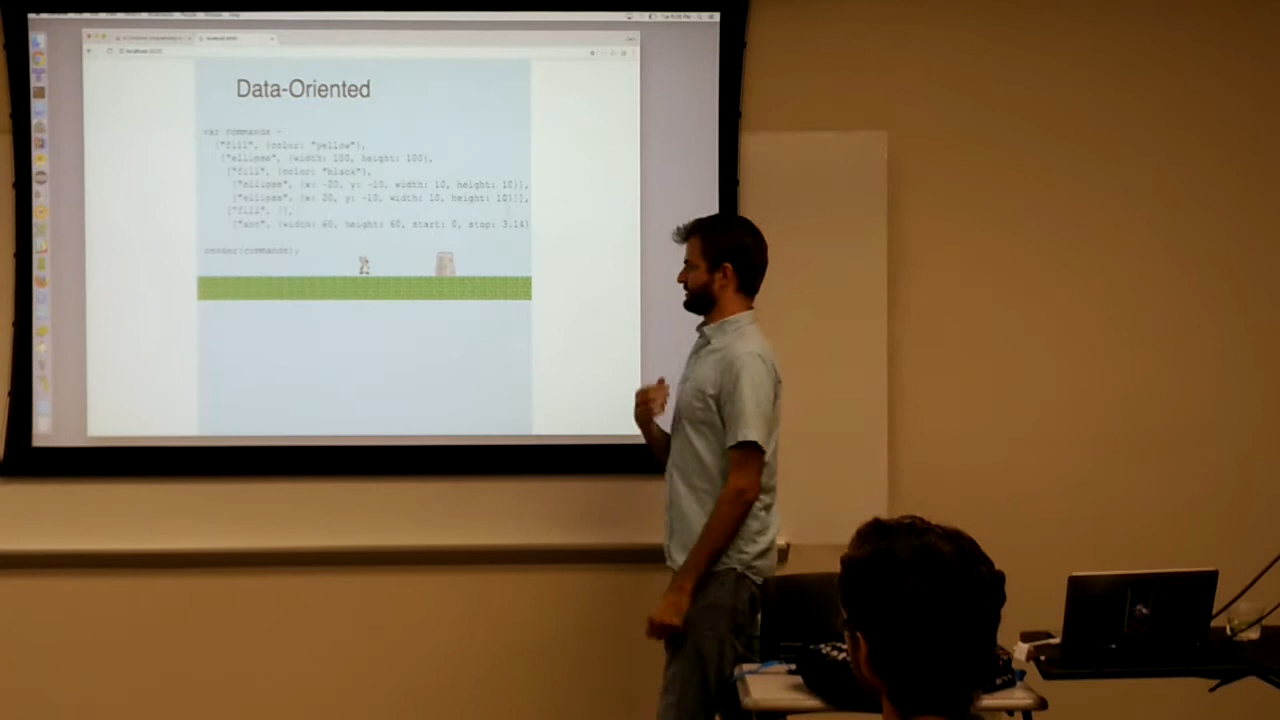 localhost:3000
Data-Oriented
var commands =
["fill", {color: "yellow"},
["ellipse", {width: 100, height: 100},
["fill", {color: "black"},
["ellipse", {x: -20, y: -10, width: 10, height: 10}],
["ellipse", {x: 20, y: -10, width: 10, height: 10}]],
["fill", {},
["arc", {width: 60, height: 60, start: 0, stop: 3.14}
render(commands);